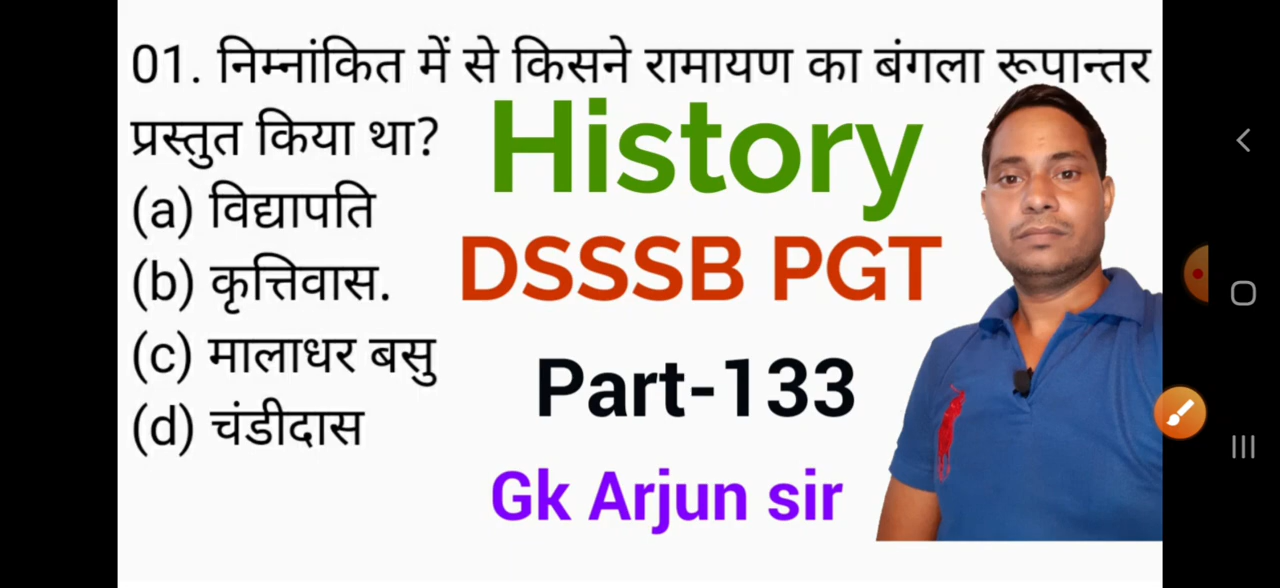 01. निम्नांकित में से किसने रामायण का बंगला रूपान्तर
प्रस्तुत किया था?
(a) विद्यापति
(b) कृत्तिवास.
(c) मालाधर बसु
(d) चंडीदास
History
DSSSB PGT
Part-133
Gk Arjun sir